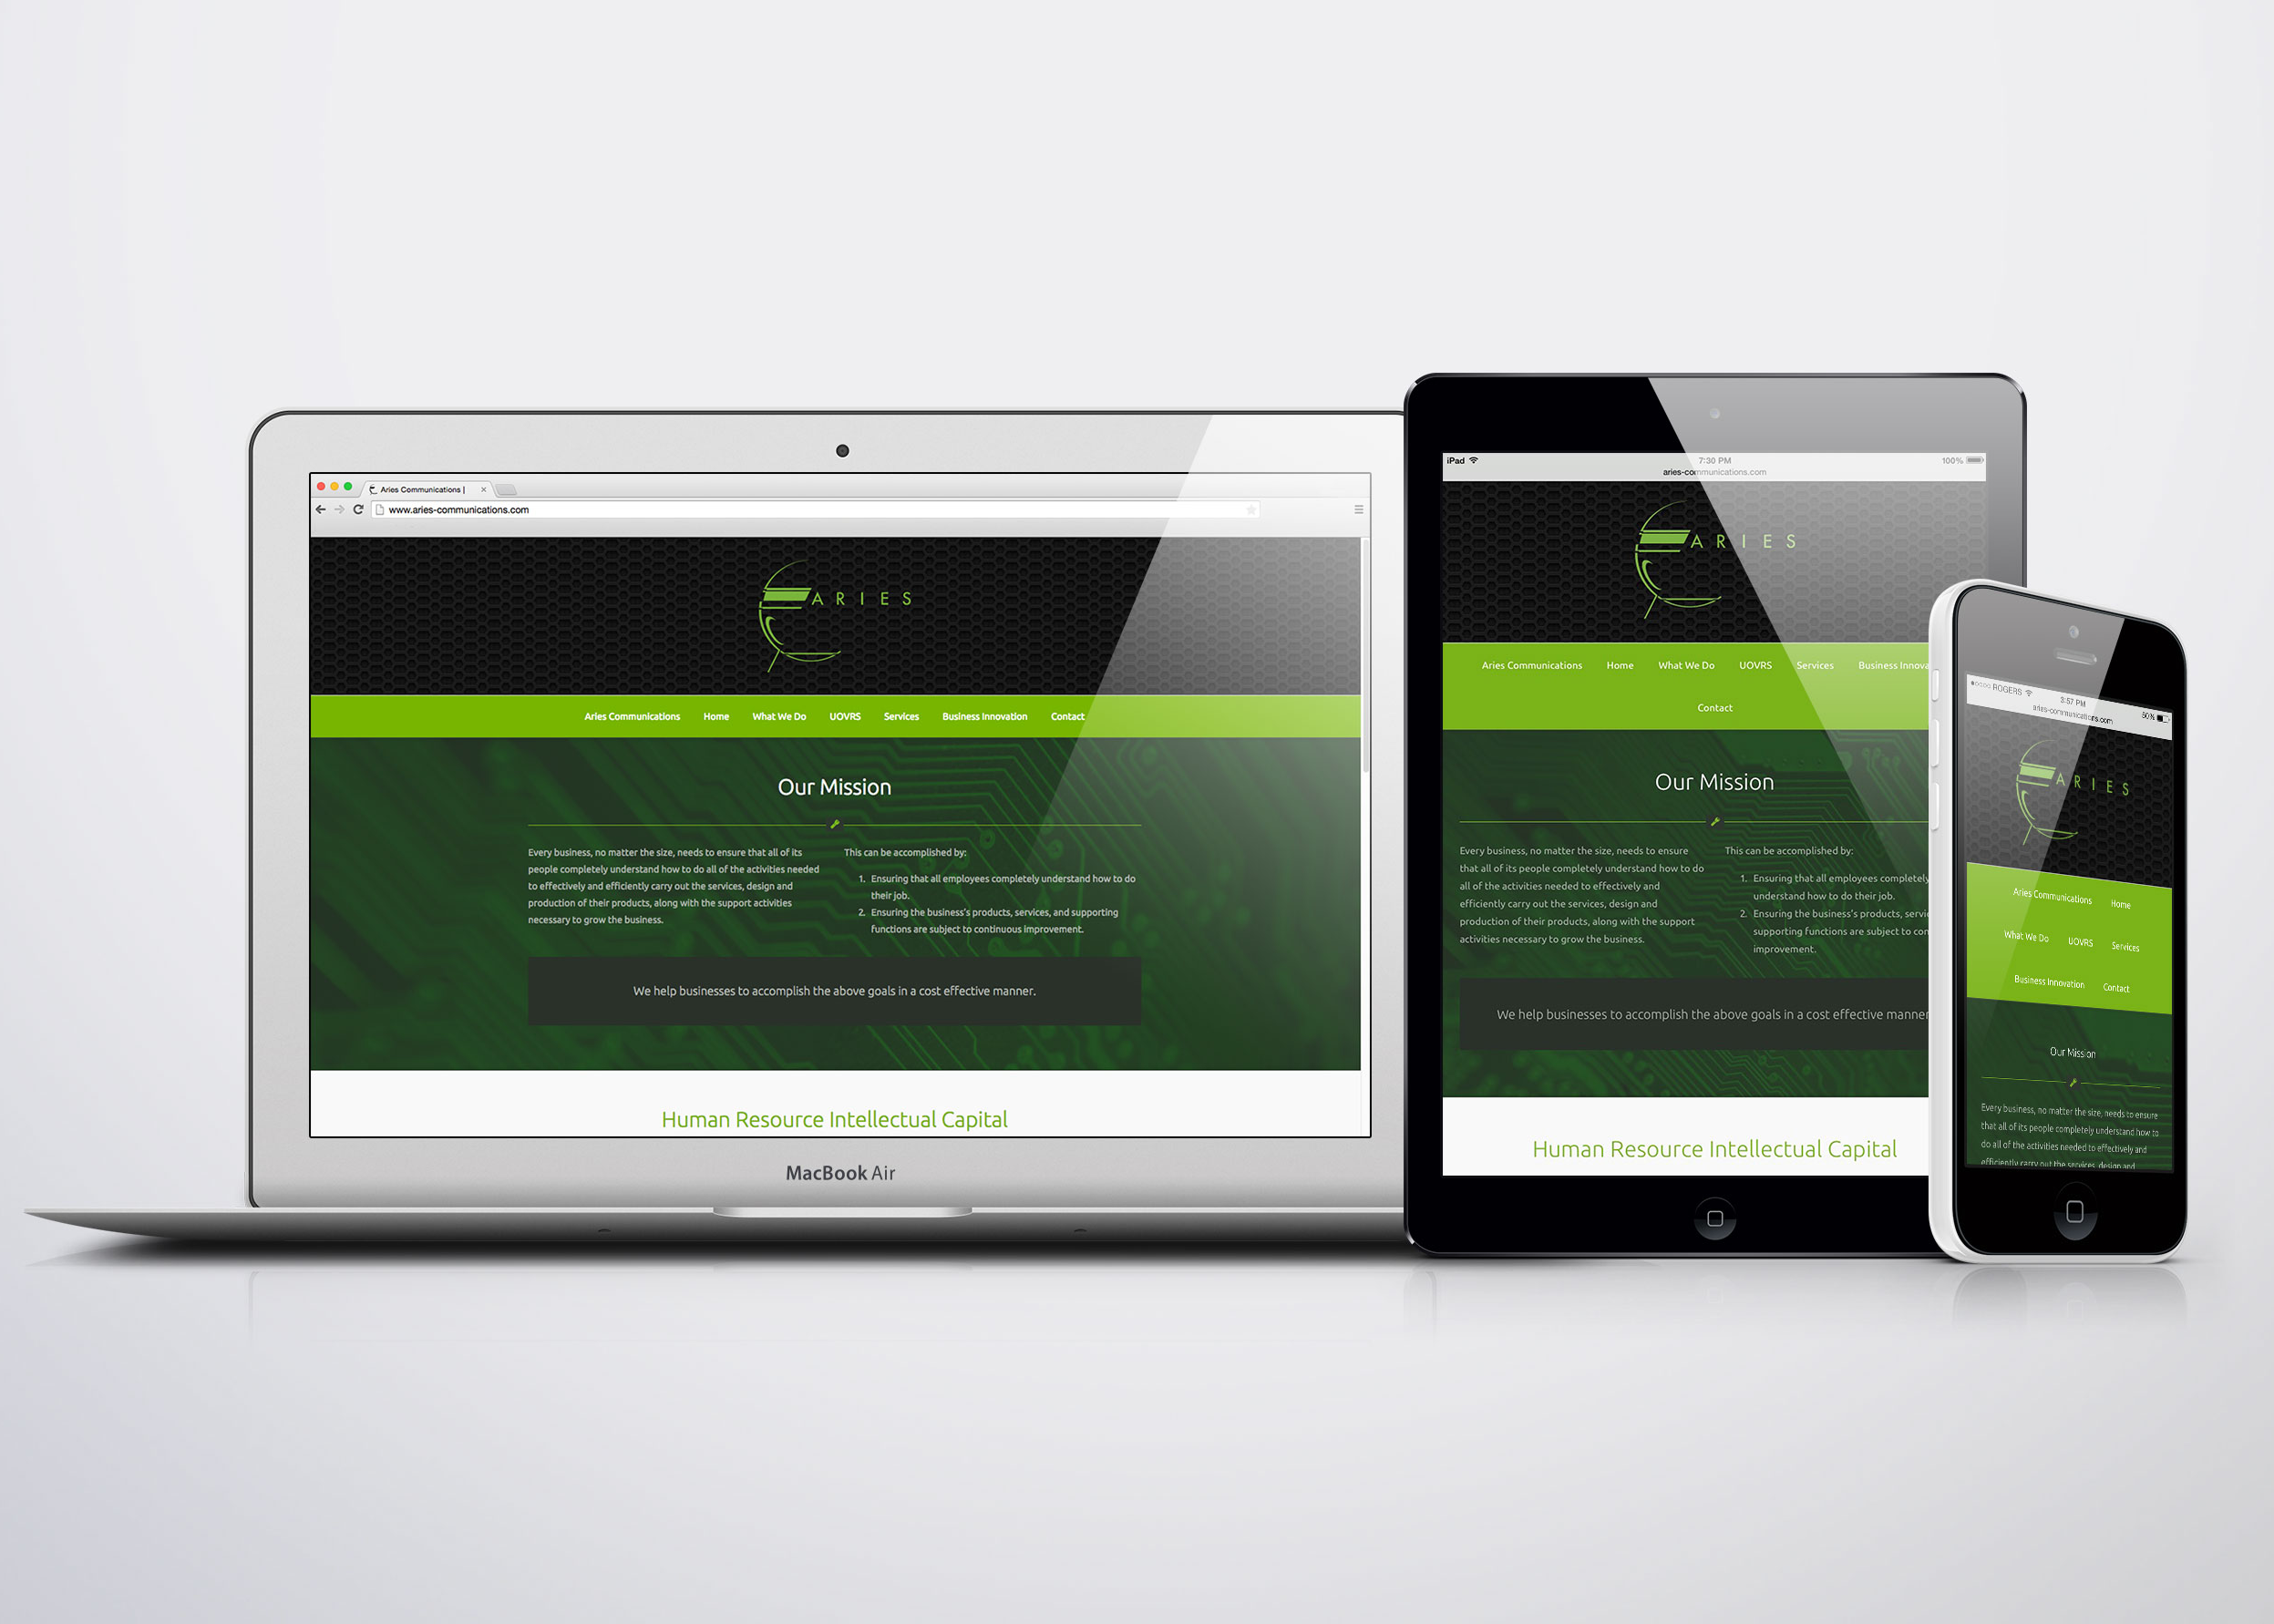 Aries Communications |
www.aries-communications.com
ARIES
Aries Communications Home What We Do UOVRS Services Business Innovation Contact
Our Mission
Every business, no matter the size, needs to ensure that all of its
people completely understand how to do all of the activities needed
to effectively and efficiently carry out the services, design and
production of their products, along with the support activities
necessary to grow the business.
This can be accomplished by:
1. Ensuring that all employees completely understand how to do
their job.
2. Ensuring the business's products, services, and supporting
functions are subject to continuous improvement.
We help businesses to accomplish the above goals in a cost effective manner.
Human Resource Intellectual Capital
MacBook Air
iPad 7:30 PM 100%
aries-communications.com
ARIES
Aries Communications Home What We Do UOVRS Services Business Innova
Contact
Our Mission
Every business, no matter the size, needs to ensure
that all of its people completely understand how to do
all of the activities needed to effectively and
efficiently carry out the services, design and
production of their products, along with the support
activities necessary to grow the business.
This can be accomplished by:
1. Ensuring that all employees completely
understand how to do their job.
2. Ensuring the business's products, servi
supporting functions are subject to con
improvement.
We help businesses to accomplish the above goals in a cost effective manner
Human Resource Intellectual Capital
ROGERS 3:57 PM 50%
aries-communications.com
ARIES
Aries Communications Home
What We Do UOVRS Services
Business Innovation Contact
Our Mission
Every business, no matter the size, needs to ensure
that all of its people completely understand how to
do all of the activities needed to effectively and
efficiently carry out the services, design and